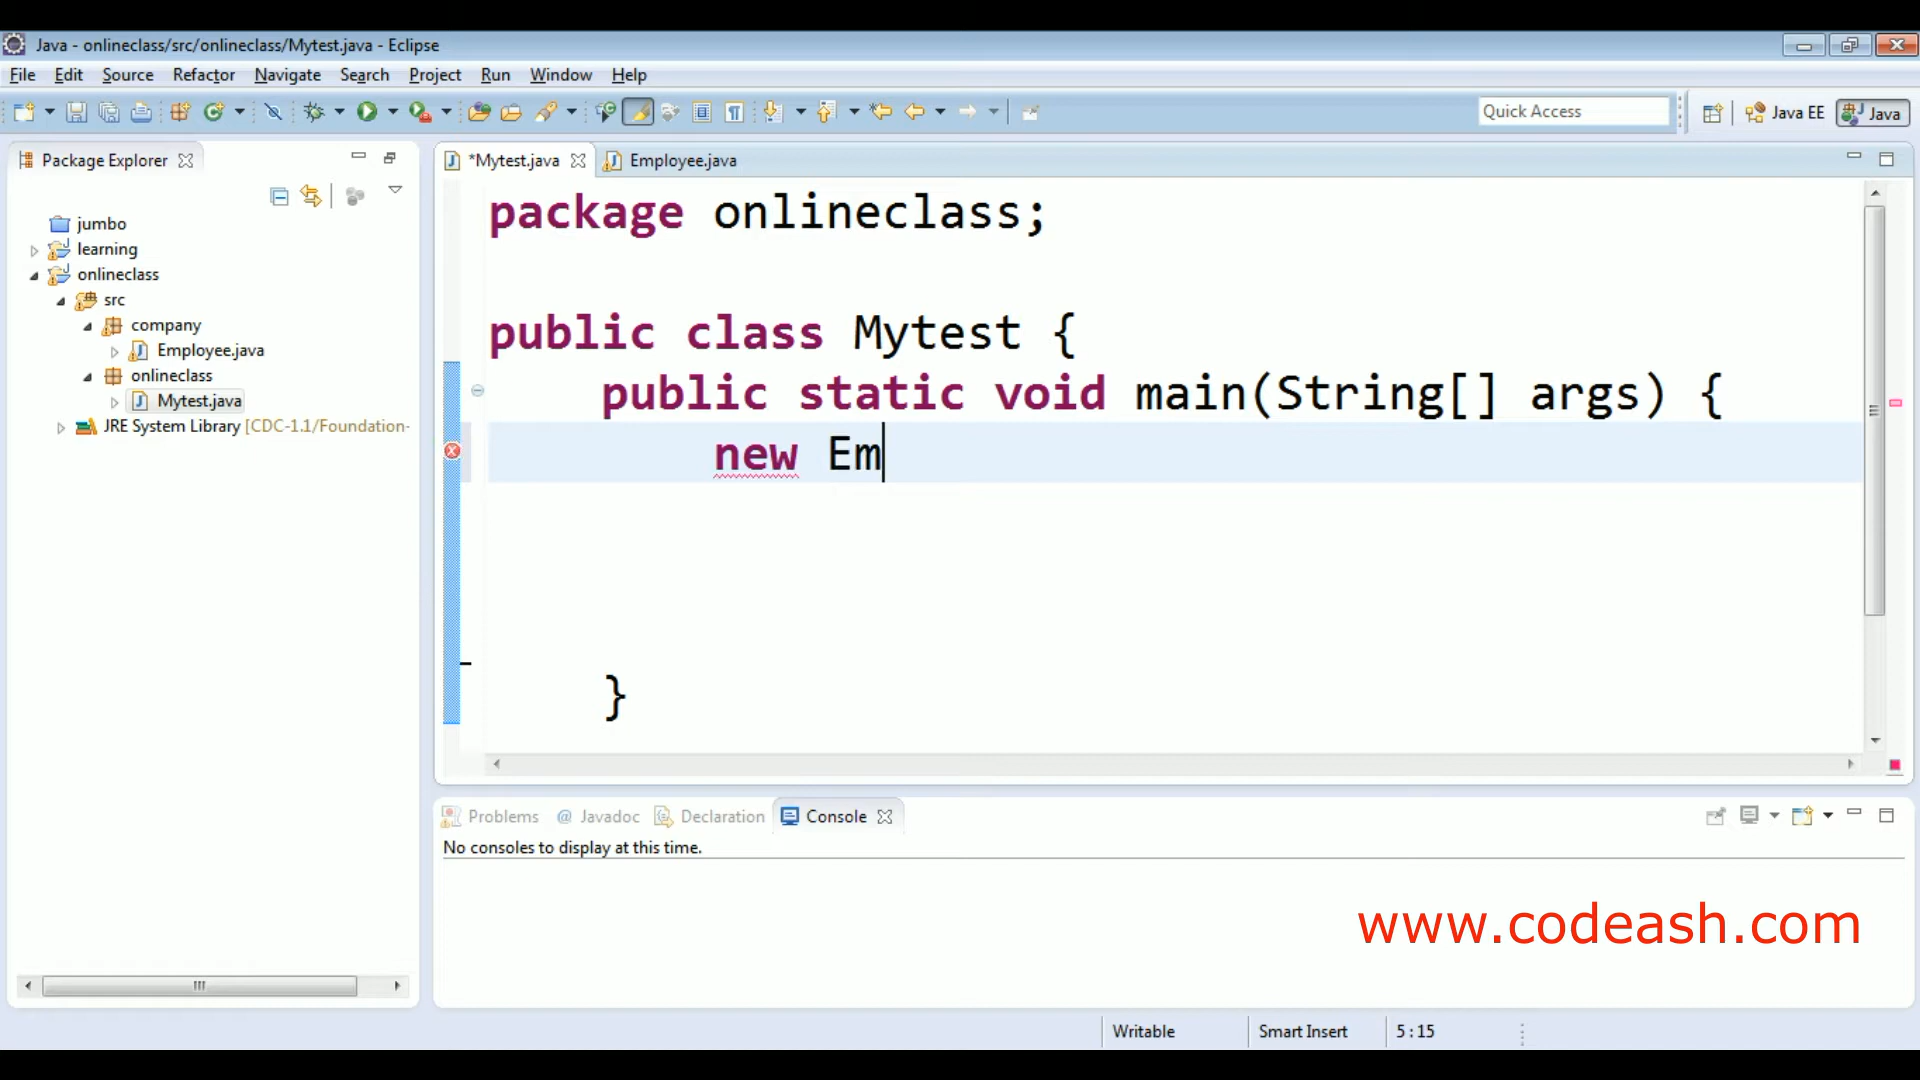 Java - onlineclass/src/onlineclass/Mytest.java - Eclipse
File Edit Source Refactor Navigate Search Project Run Window Help
Quick Access Java EE Java
Package Explorer
jumbo
learning
onlineclass
src
company
Employee.java
onlineclass
Mytest.java
JRE System Library [CDC-1.1/Foundation-
*Mytest.java Employee.java
package onlineclass;
public class Mytest {
public static void main(String[] args) {
new Em
}
Problems @ Javadoc Declaration Console
No consoles to display at this time.
www.codeash.com
Writable Smart Insert 5 : 15